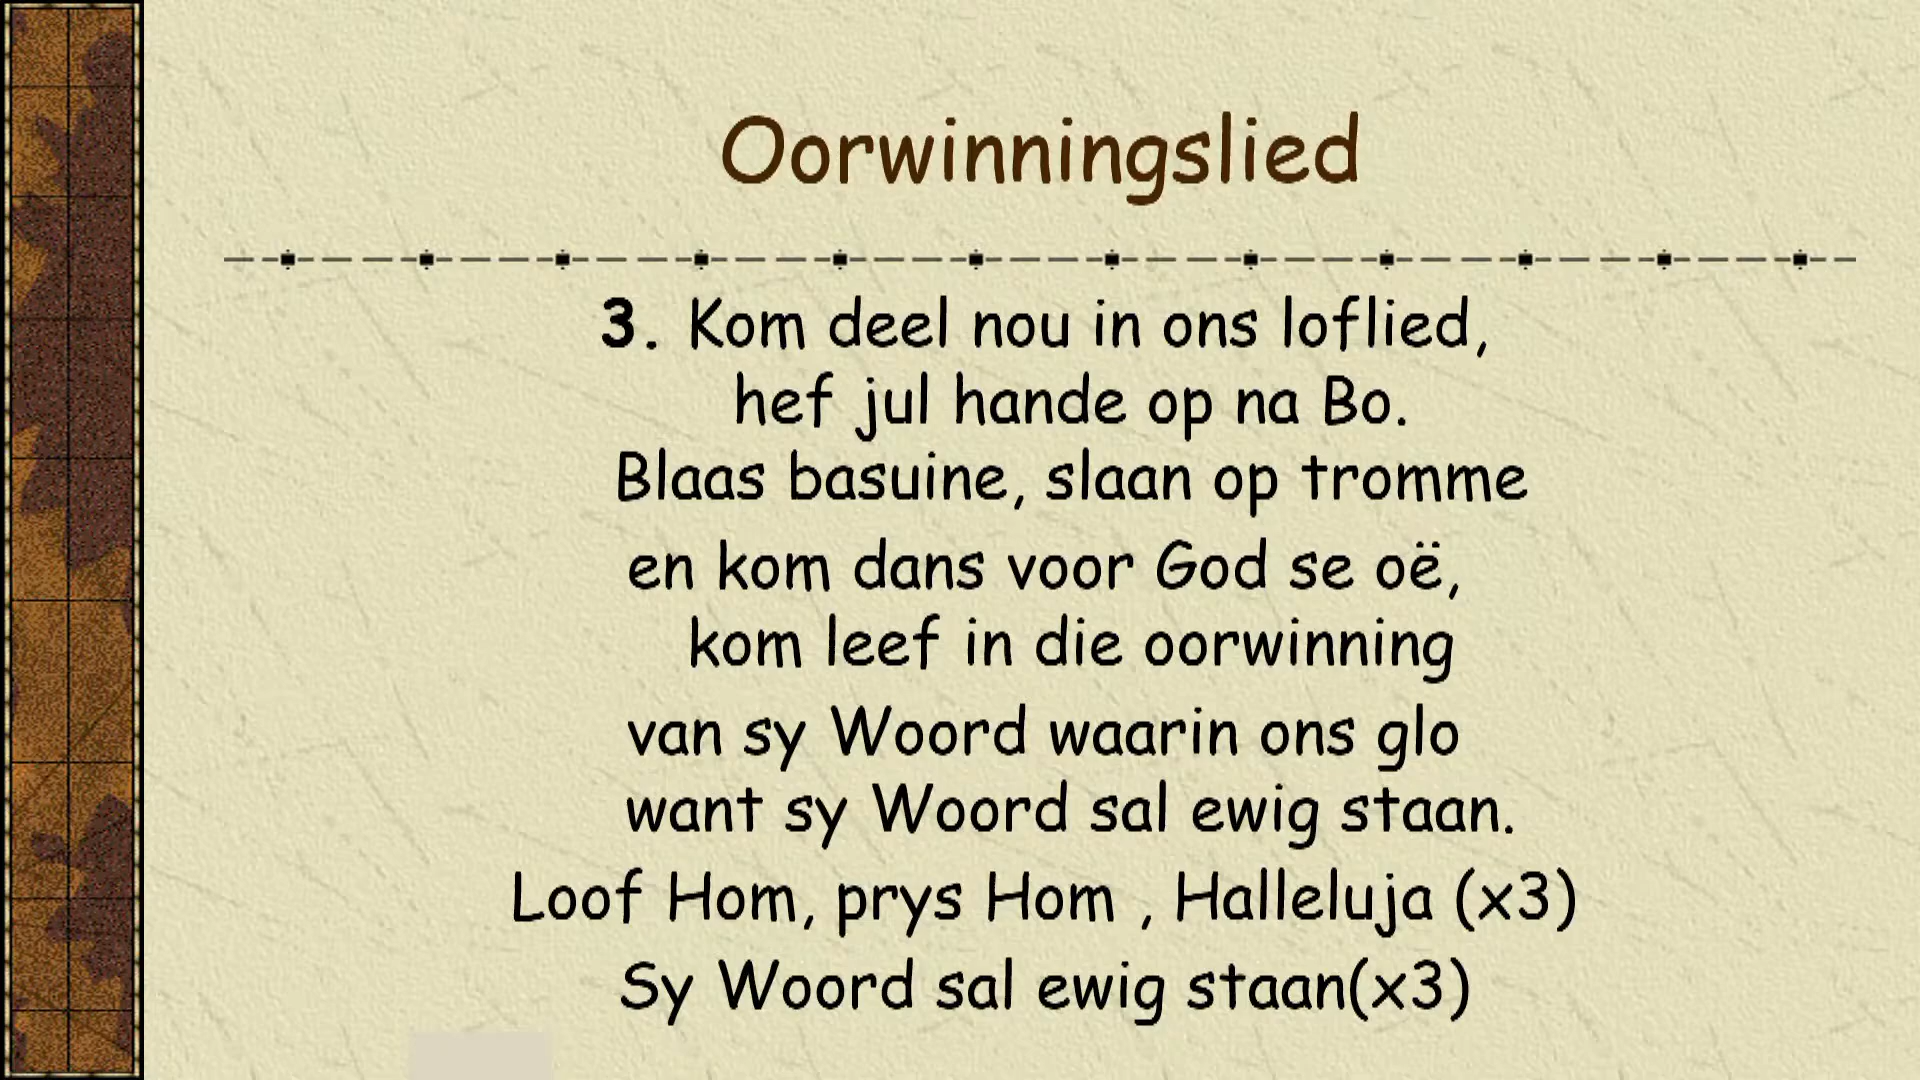 Oorwinningslied
3. Kom deel nou in ons loflied,
hef jul hande op na Bo.
Blaas basuine, slaan op tromme
en kom dans voor God se oë,
kom leef in die oorwinning
van sy Woord waarin ons glo
want sy Woord sal ewig staan.
Loof Hom, prys Hom , Halleluja (x3)
Sy Woord sal ewig staan(x3)